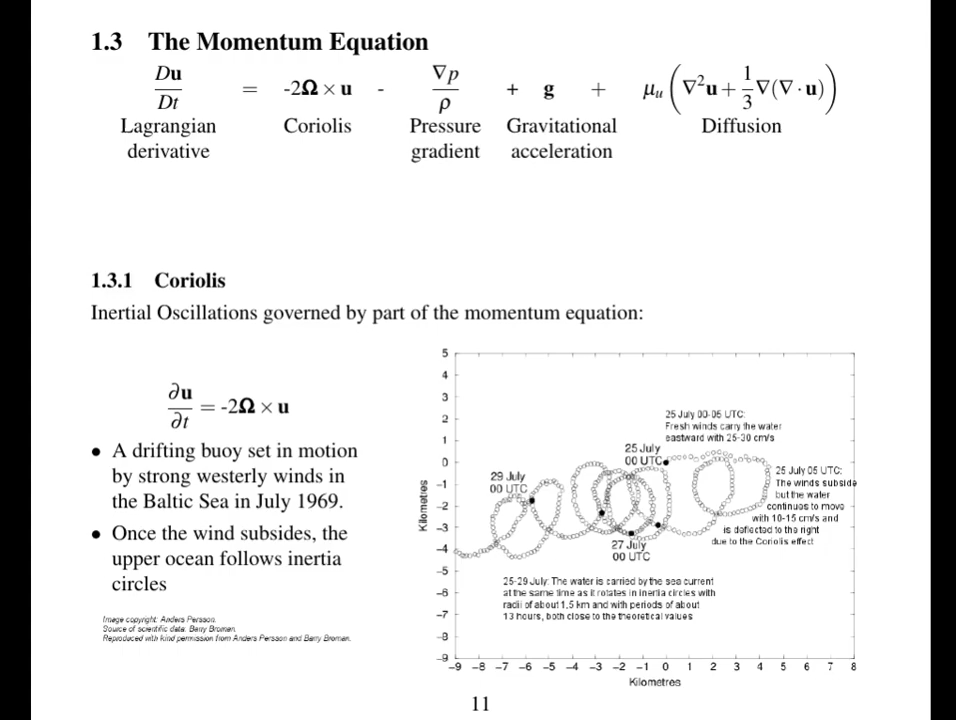 1.3 The Momentum Equation
Du/Dt = -2Ω × u - ∇p/ρ + g + μᵤ(∇²u + 1/3 ∇(∇ · u))
Lagrangian Coriolis Pressure Gravitational Diffusion
derivative gradient acceleration
1.3.1 Coriolis
Inertial Oscillations governed by part of the momentum equation:
∂u/∂t = -2Ω × u
• A drifting buoy set in motion
by strong westerly winds in
the Baltic Sea in July 1969.
• Once the wind subsides, the
upper ocean follows inertia
circles
Image copyright: Anders Persson.
Source of scientific data: Barry Broman.
Reproduced with kind permission from Anders Persson and Barry Broman.
5
4
3
2
1
0
−1
−2
−3
−4
−5
−6
−7
−8
−9
Kilometres
25 July 00-05 UTC:
Fresh winds carry the water
eastward with 25-30 cm/s
25 July
00 UTC
29 July
00 UTC
25 July 05 UTC:
The winds subside
but the water
continues to move
with 10-15 cm/s and
is deflected to the right
due to the Coriolis effect
27 July
00 UTC
25-29 July: The water is carried by the sea current
at the same time as it rotates in inertia circles with
radii of about 1,5 km and with periods of about
13 hours, both close to the theoretical values
−9 −8 −7 −6 −5 −4 −3 −2 −1 0 1 2 3 4 5 6 7 8
Kilometres
11